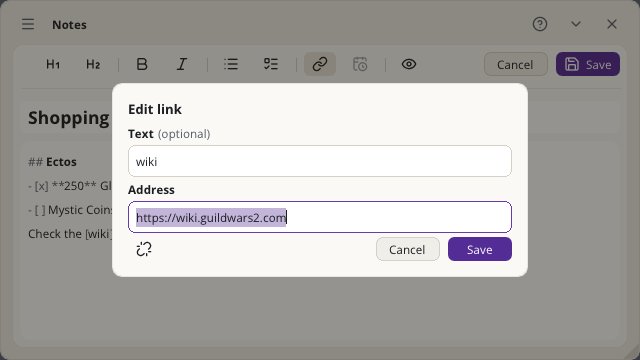 Notes
H1 H2 B I Cancel Save
Shopping
Edit link
Text (optional)
wiki
Address
https://wiki.guildwars2.com
Cancel Save
## Ectos
- [x] **250** Gl
- [ ] Mystic Coin
Check the [wiki]